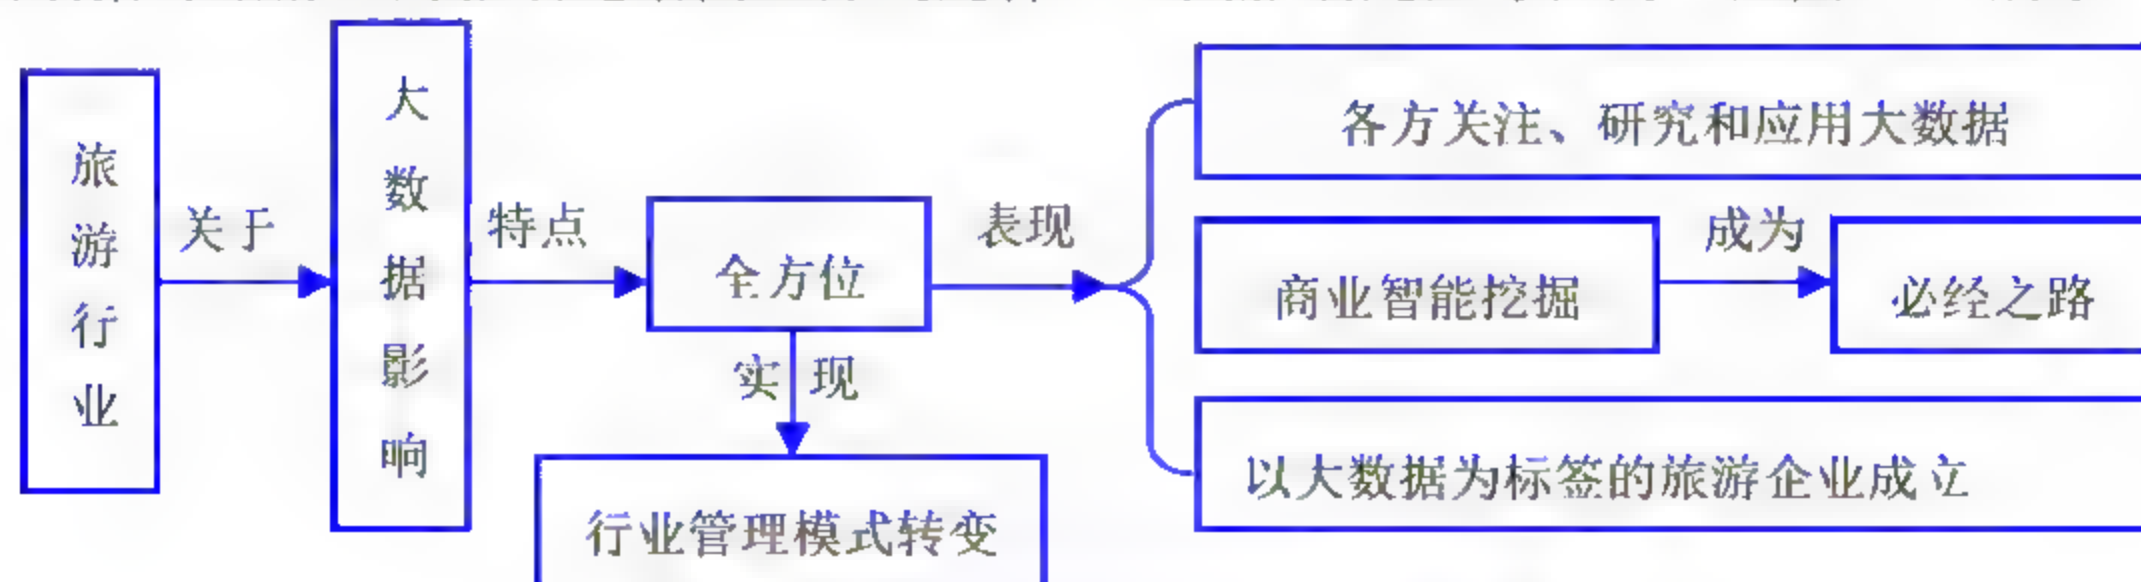 旅游行业
关于
大数据影响
特点
全方位
实现
行业管理模式转变
表现
各方关注、研究和应用大数据
商业智能挖掘
成为
必经之路
以大数据为标签的旅游企业成立